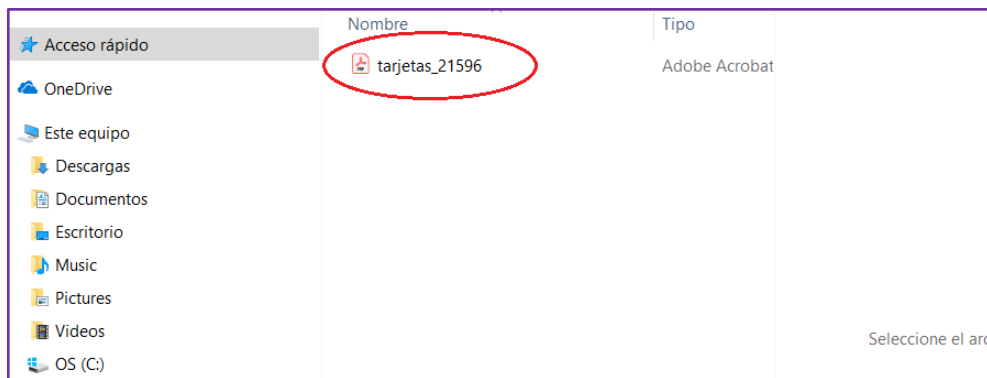 Nombre Tipo
Acceso rápido
tarjetas_21596 Adobe Acrobat
OneDrive
Este equipo
Descargas
Documentos
Escritorio
Music
Pictures
Videos
Seleccione el arc
OS (C:)